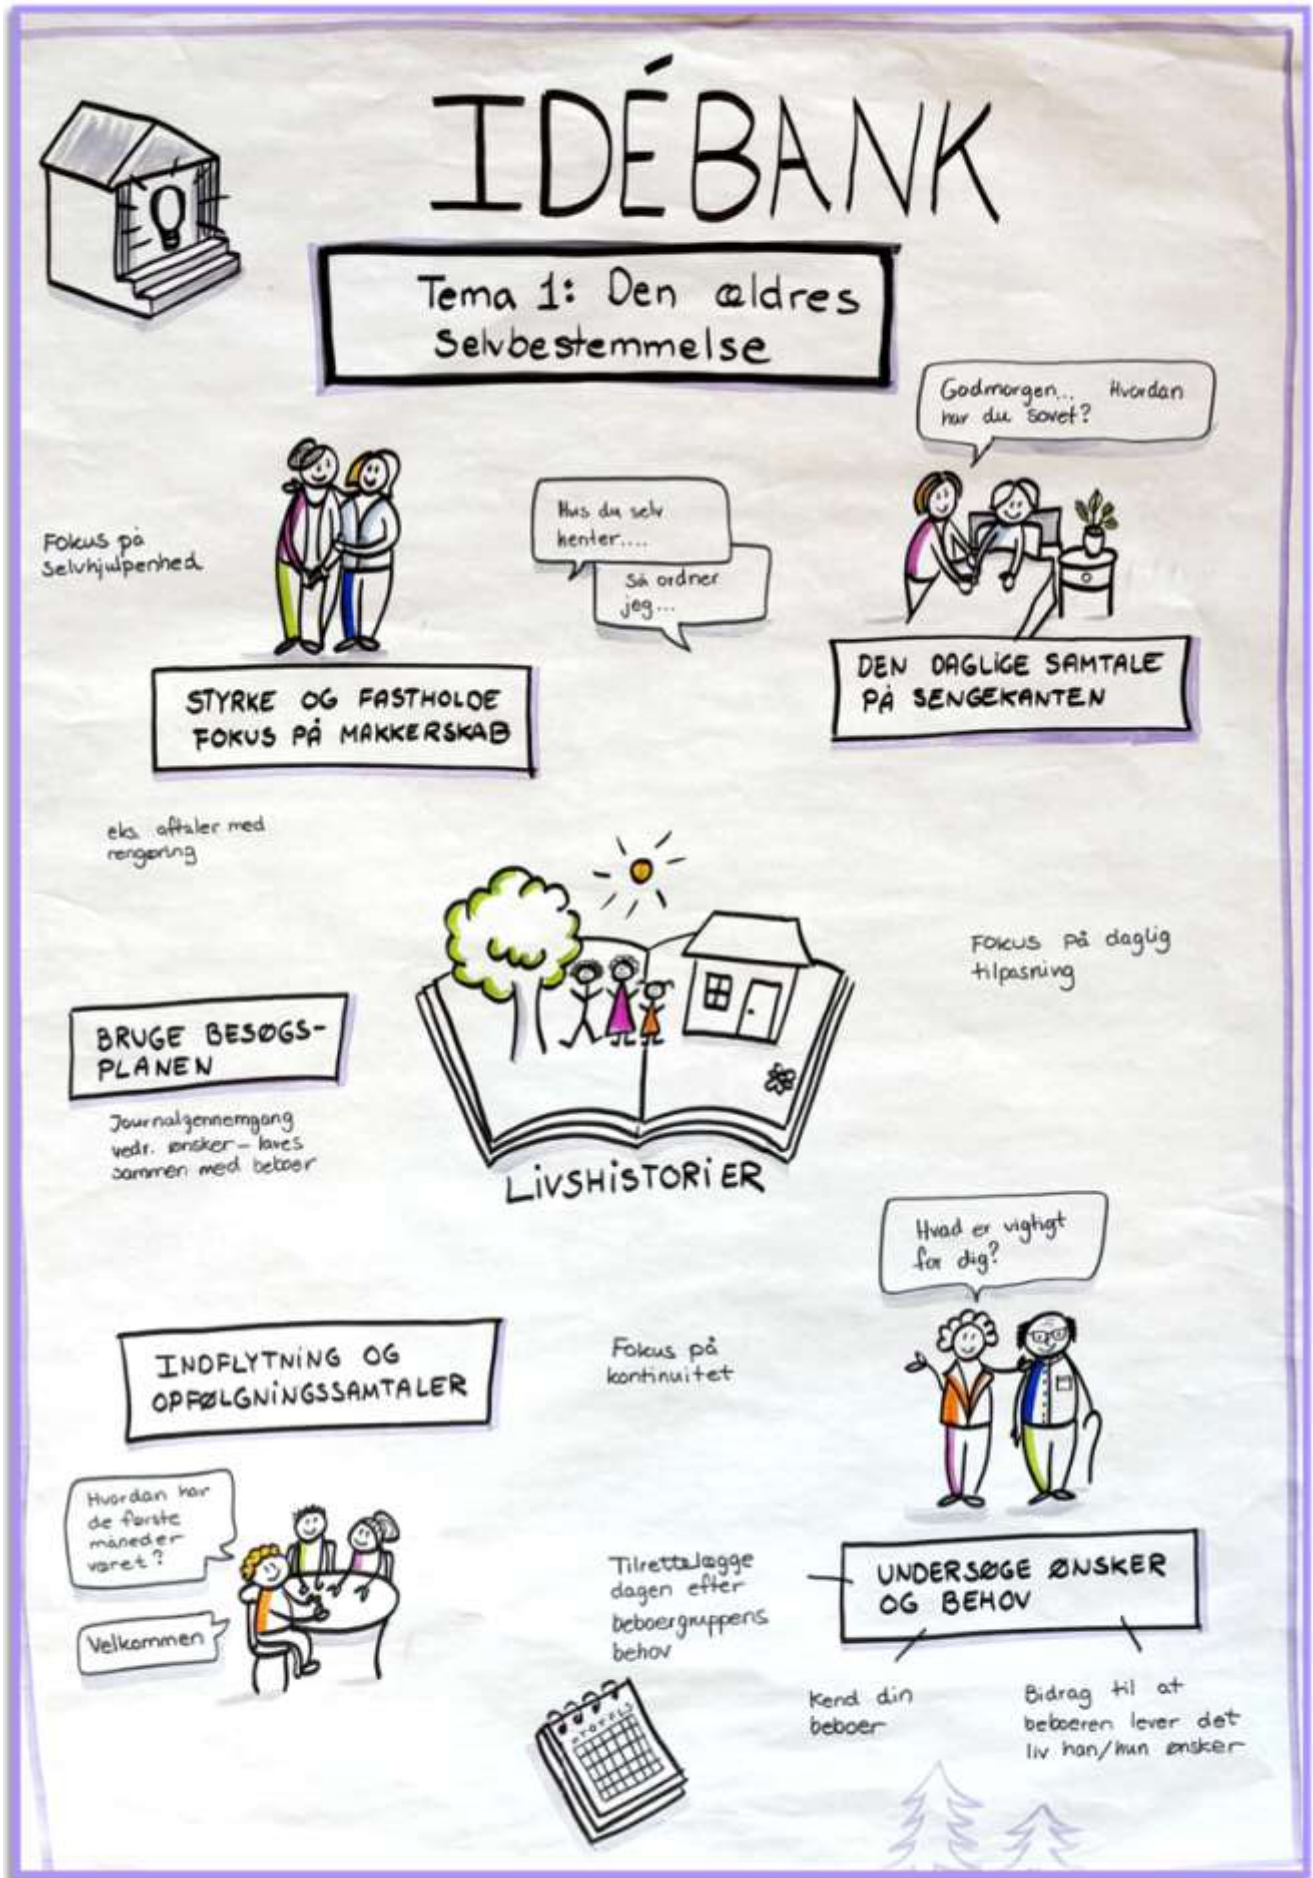 IDÉBANK
Tema 1: Den ældres
Selvbestemmelse
Godmorgen... Hvordan
har du sovet?
Fokus på
Selvhjulpenhed
Hvis du selv
henter....
Så ordner
jeg...
STYRKE OG FASTHOLDE
FOKUS PÅ MAKKERSKAB
DEN DAGLIGE SAMTALE
PÅ SENGEKANTEN
eks. aftaler med
rengøring
Fokus på daglig
tilpasning
BRUGE BESØGS-
PLANEN
Journalgennemgang
vedr. ønsker - laves
sammen med beboer
LIVSHISTORIER
Hvad er vigtigt
for dig?
INDFLYTNING OG
OPFØLGNINGSSAMTALER
Fokus på
kontinuitet
Hvordan har
de første
måneder
været?
Velkommen
Tilrettelægge
dagen efter
beboergruppens
behov
UNDERSØGE ØNSKER
OG BEHOV
Kend din
beboer
Bidrag til at
beboeren lever det
liv han/hun ønsker